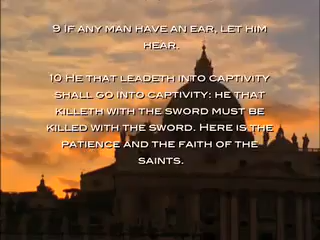 9 If any man have an ear, let him
hear.
10 He that leadeth into captivity
shall go into captivity: he that
killeth with the sword must be
killed with the sword. Here is the
patience and the faith of the
saints.